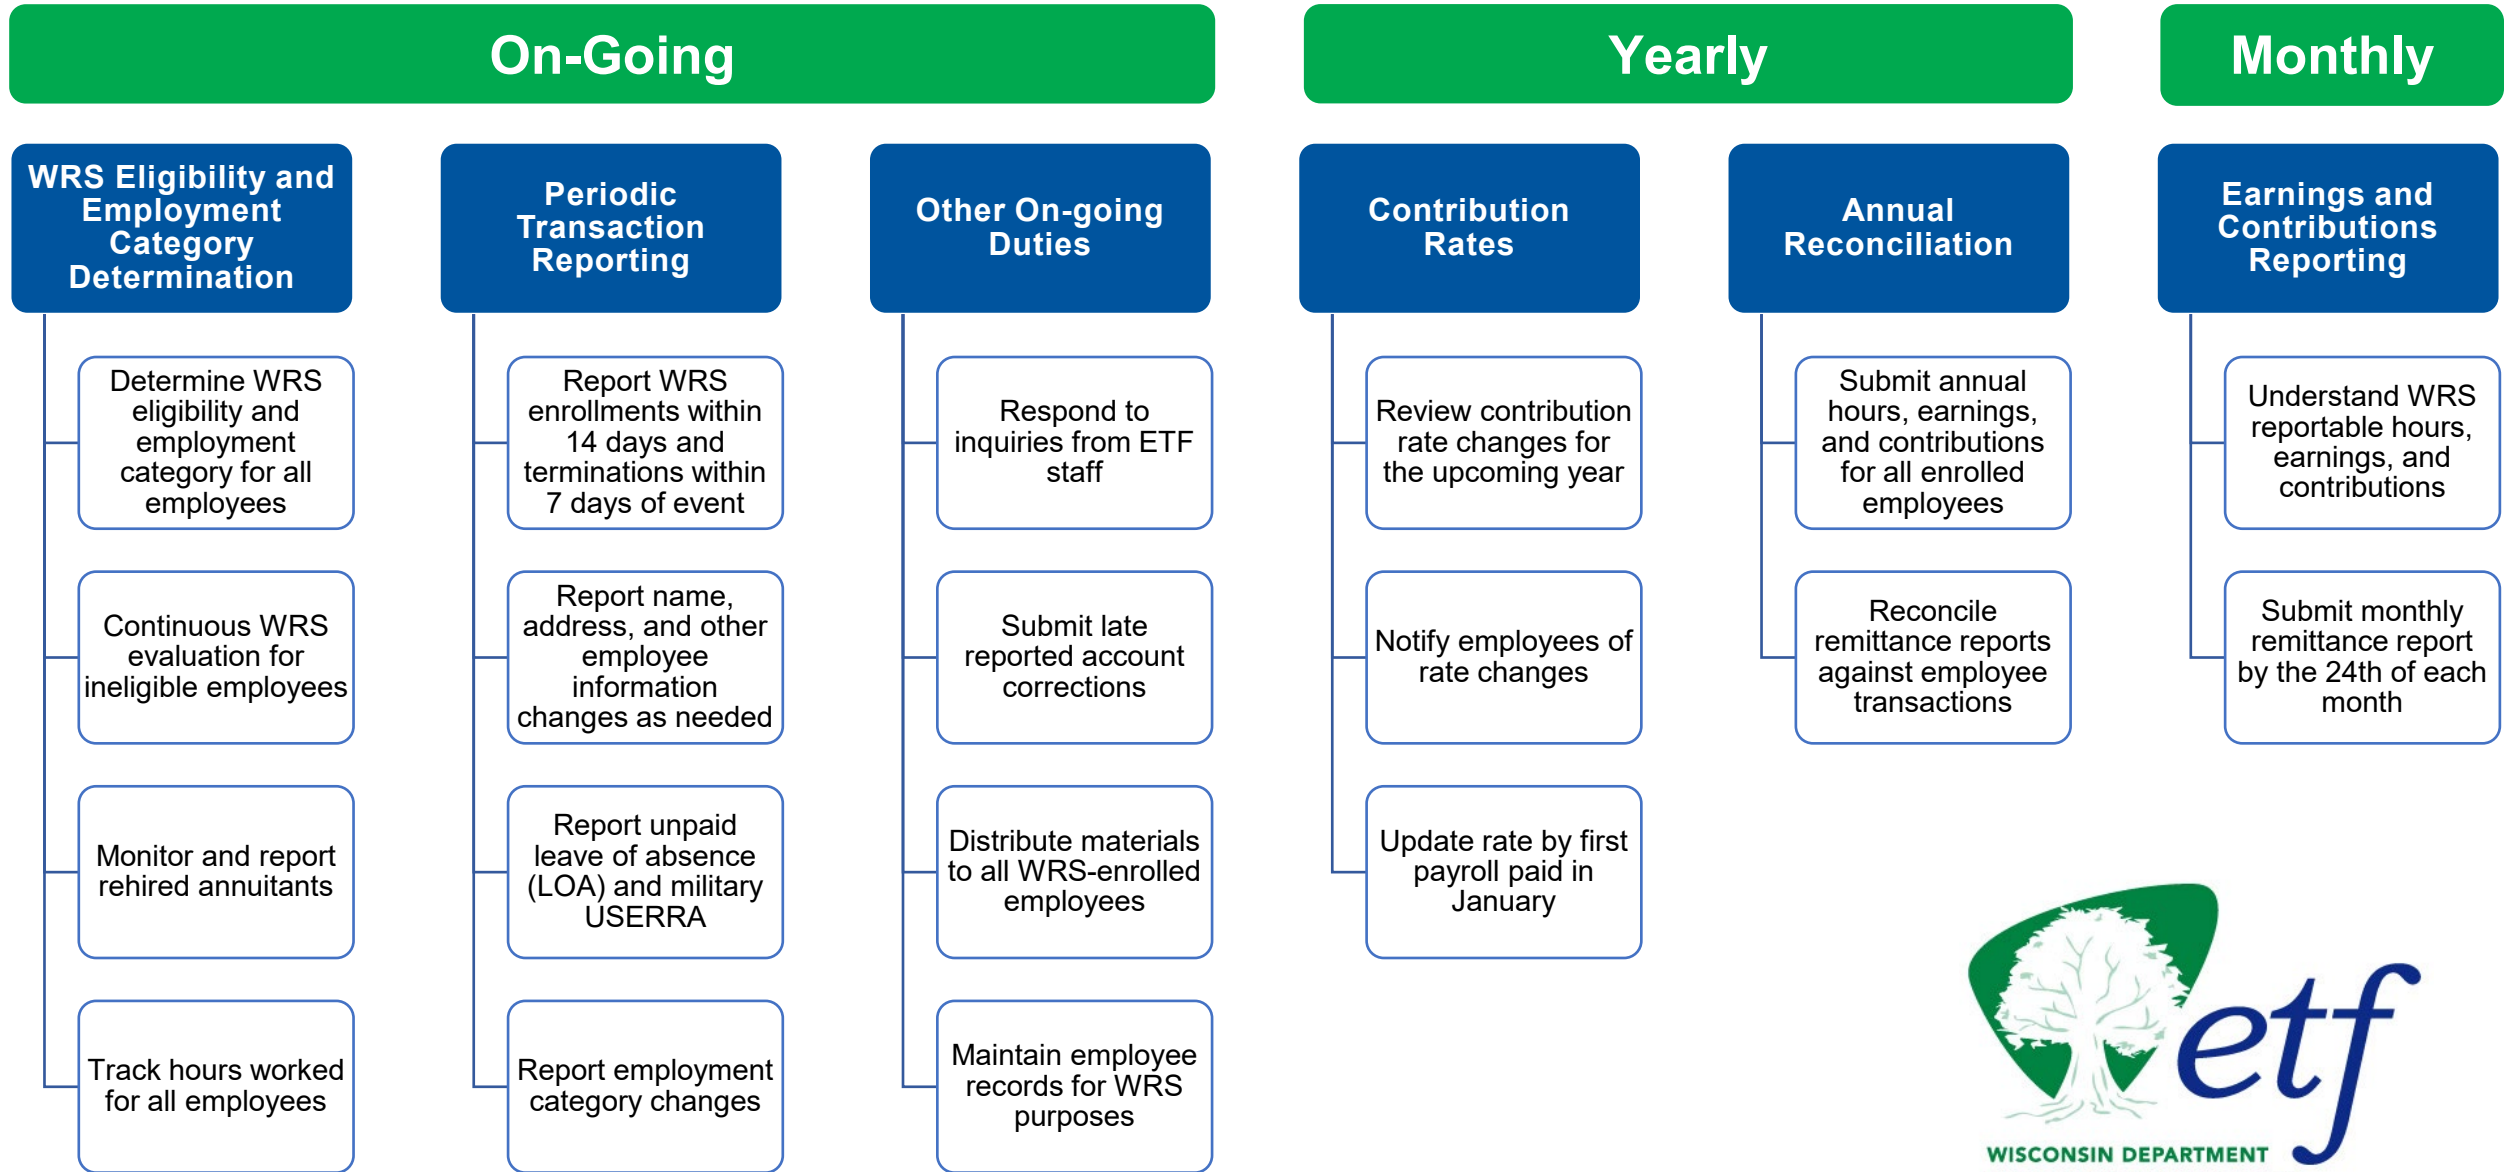 On-Going
Yearly
Monthly
WRS Eligibility and
Employment
Category
Determination
Determine WRS
eligibility and
employment
category for all
employees
Continuous WRS
evaluation for
ineligible employees
Monitor and report
rehired annuitants
Track hours worked
for all employees
Periodic
Transaction
Reporting
Report WRS
enrollments within
14 days and
terminations within
7 days of event
Report name,
address, and other
employee
information
changes as needed
Report unpaid
leave of absence
(LOA) and military
USERRA
Report employment
category changes
Other On-going
Duties
Respond to
inquiries from ETF
staff
Submit late
reported account
corrections
Distribute materials
to all WRS-enrolled
employees
Maintain employee
records for WRS
purposes
Contribution
Rates
Review contribution
rate changes for
the upcoming year
Notify employees of
rate changes
Update rate by first
payroll paid in
January
Annual
Reconciliation
Submit annual
hours, earnings,
and contributions
for all enrolled
employees
Reconcile
remittance reports
against employee
transactions
Earnings and
Contributions
Reporting
Understand WRS
reportable hours,
earnings, and
contributions
Submit monthly
remittance report
by the 24th of each
month
etf
WISCONSIN DEPARTMENT